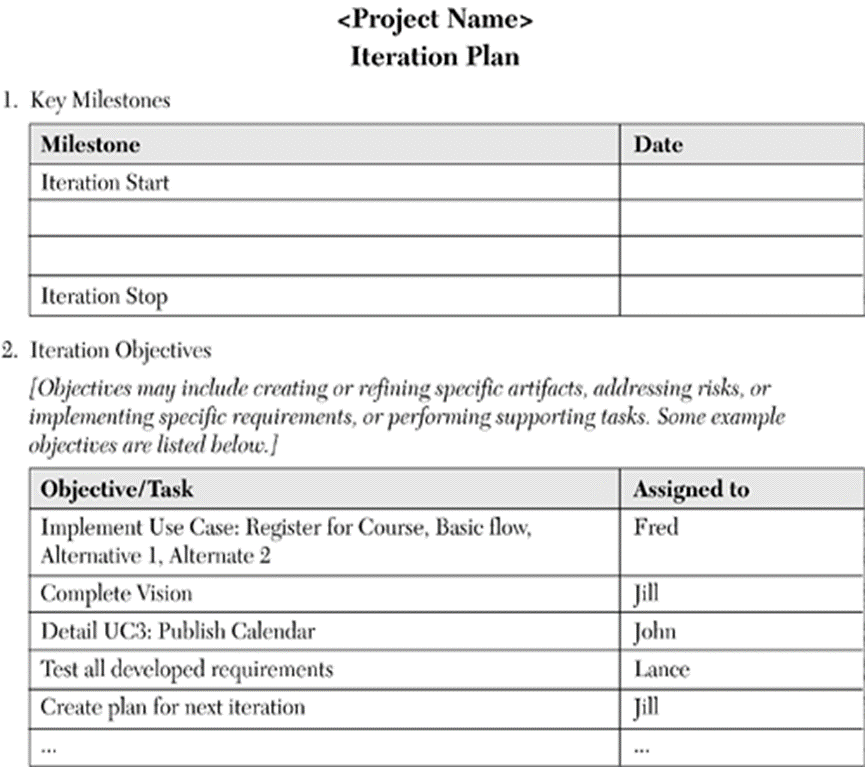 <Project Name>
Iteration Plan
1. Key Milestones
Milestone Date
Iteration Start
Iteration Stop
2. Iteration Objectives
[Objectives may include creating or refining specific artifacts, addressing risks, or
implementing specific requirements, or performing supporting tasks. Some example
objectives are listed below.]
Objective/Task Assigned to
Implement Use Case: Register for Course, Basic flow, Fred
Alternative 1, Alternate 2
Complete Vision Jill
Detail UC3: Publish Calendar John
Test all developed requirements Lance
Create plan for next iteration Jill
... ...